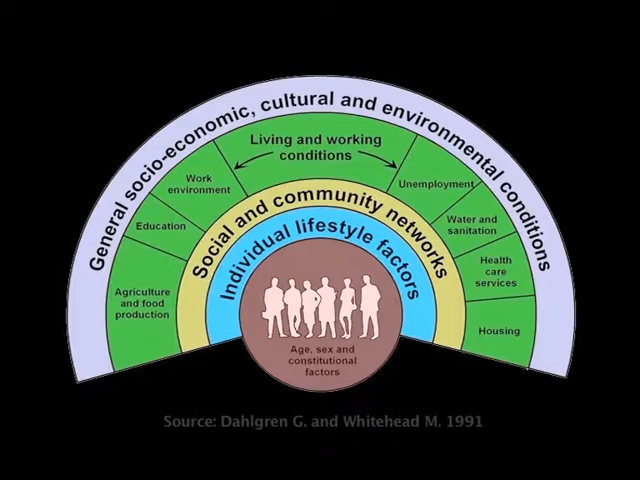 General socio-economic, cultural and environmental conditions
Living and working
conditions
Work
environment
Unemployment
Education
Water and
sanitation
Agriculture
and food
production
Health
care
services
Housing
Social and community networks
Individual lifestyle factors
Age, sex and
constitutional
factors
Source: Dahlgren G. and Whitehead M. 1991